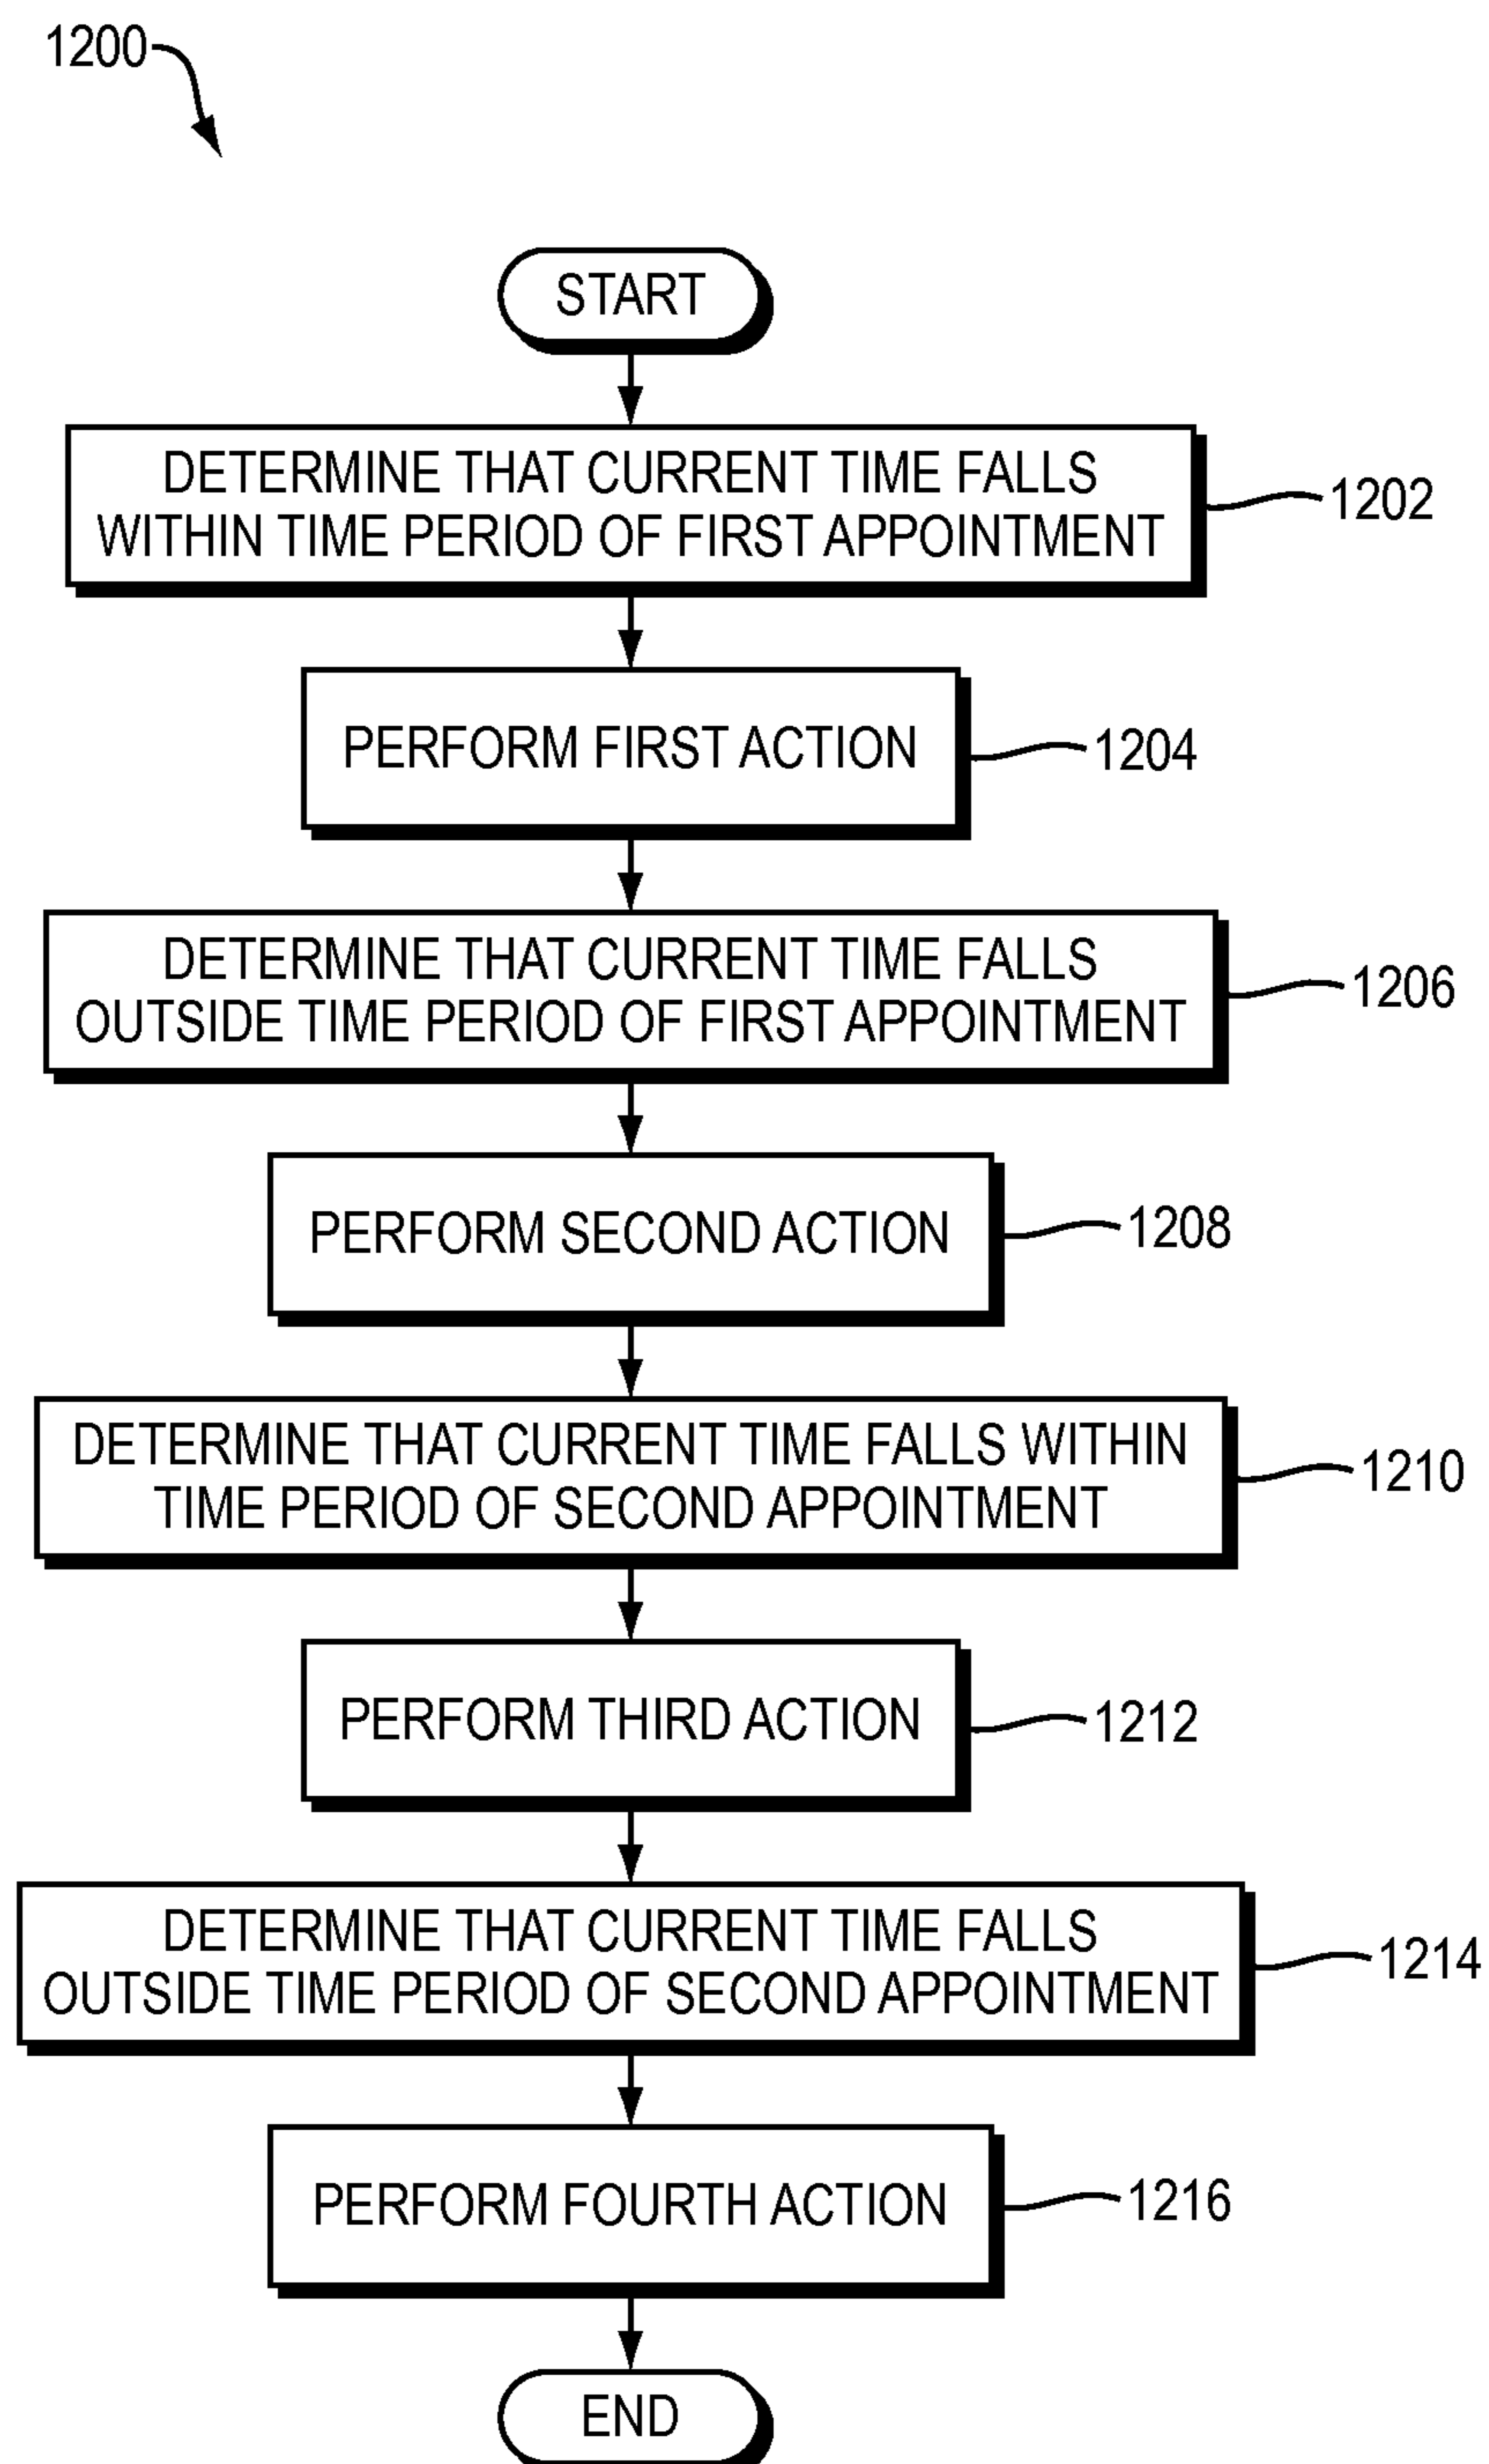 1200
START
DETERMINE THAT CURRENT TIME FALLS
WITHIN TIME PERIOD OF FIRST APPOINTMENT
1202
PERFORM FIRST ACTION
1204
DETERMINE THAT CURRENT TIME FALLS
OUTSIDE TIME PERIOD OF FIRST APPOINTMENT
1206
PERFORM SECOND ACTION
1208
DETERMINE THAT CURRENT TIME FALLS WITHIN
TIME PERIOD OF SECOND APPOINTMENT
1210
PERFORM THIRD ACTION
1212
DETERMINE THAT CURRENT TIME FALLS
OUTSIDE TIME PERIOD OF SECOND APPOINTMENT
1214
PERFORM FOURTH ACTION
1216
END